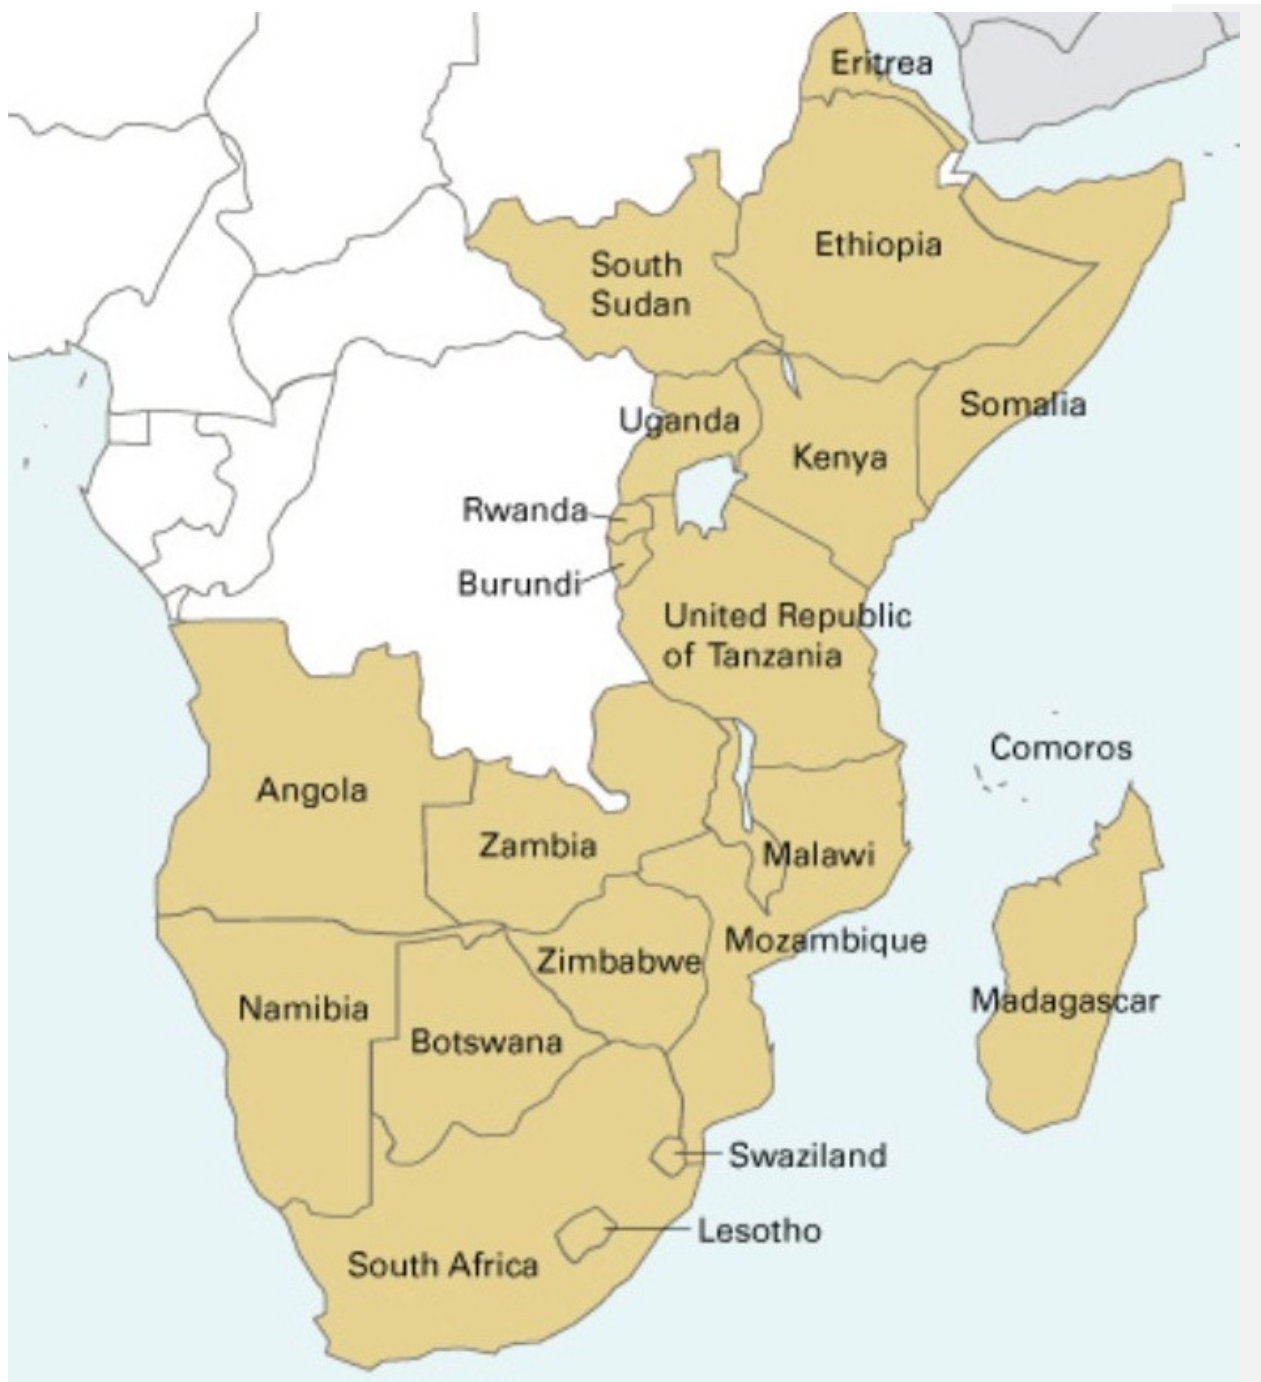 Eritrea
Ethiopia
South
Sudan
Somalia
Uganda
Kenya
Rwanda
Burundi
United Republic
of Tanzania
Comoros
Angola
Zambia
Malawi
Mozambique
Zimbabwe
Madagascar
Namibia
Botswana
Swaziland
Lesotho
South Africa